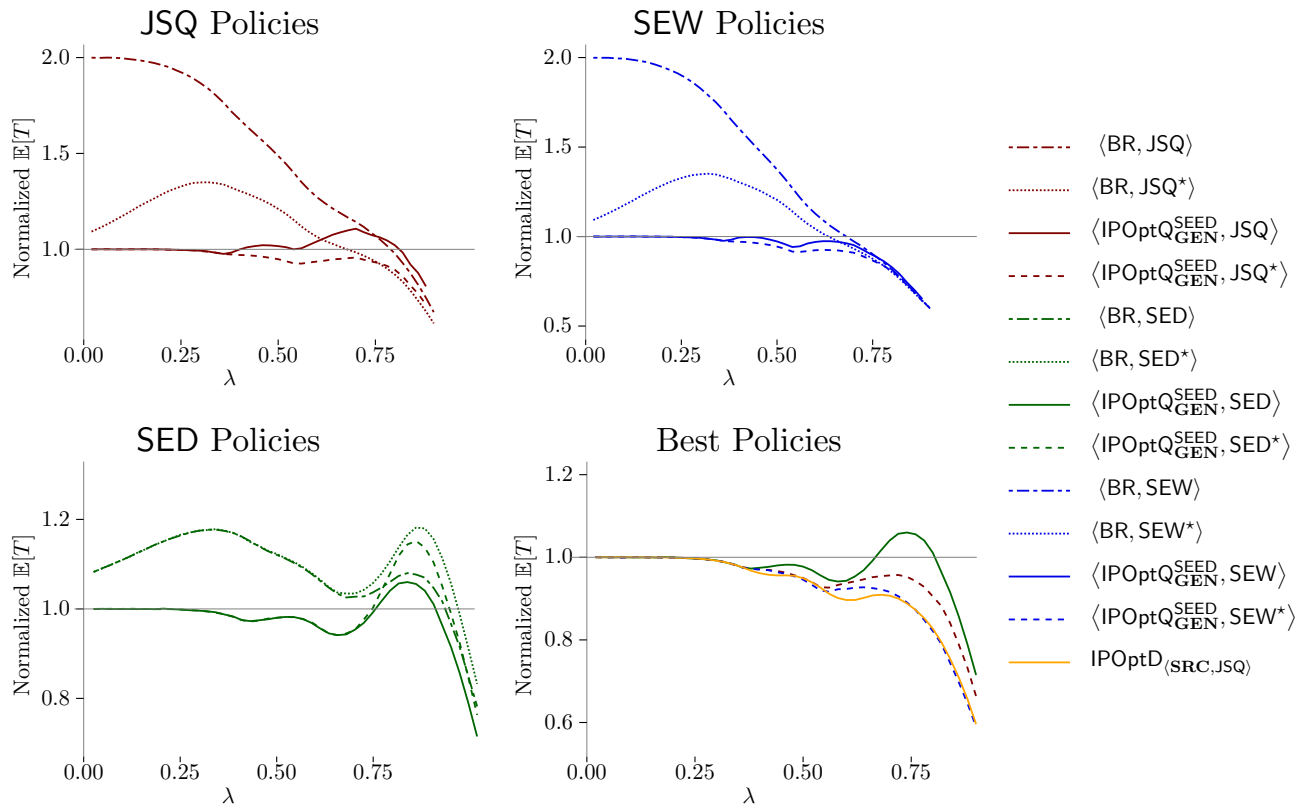 JSQ Policies
2.0
1.5
1.0
Normalized 𝔼[T]
0.00 0.25 0.50 0.75
λ
SEW Policies
2.0
1.5
1.0
0.5
Normalized 𝔼[T]
0.00 0.25 0.50 0.75
λ
SED Policies
1.2
1.0
0.8
Normalized 𝔼[T]
0.00 0.25 0.50 0.75
λ
Best Policies
1.2
1.0
0.8
0.6
Normalized 𝔼[T]
0.00 0.25 0.50 0.75
λ
⟨BR, JSQ⟩
⟨BR, JSQ⋆⟩
⟨IPOptQ^SEED_GEN, JSQ⟩
⟨IPOptQ^SEED_GEN, JSQ⋆⟩
⟨BR, SED⟩
⟨BR, SED⋆⟩
⟨IPOptQ^SEED_GEN, SED⟩
⟨IPOptQ^SEED_GEN, SED⋆⟩
⟨BR, SEW⟩
⟨BR, SEW⋆⟩
⟨IPOptQ^SEED_GEN, SEW⟩
⟨IPOptQ^SEED_GEN, SEW⋆⟩
IPOptD_⟨SRC,JSQ⟩